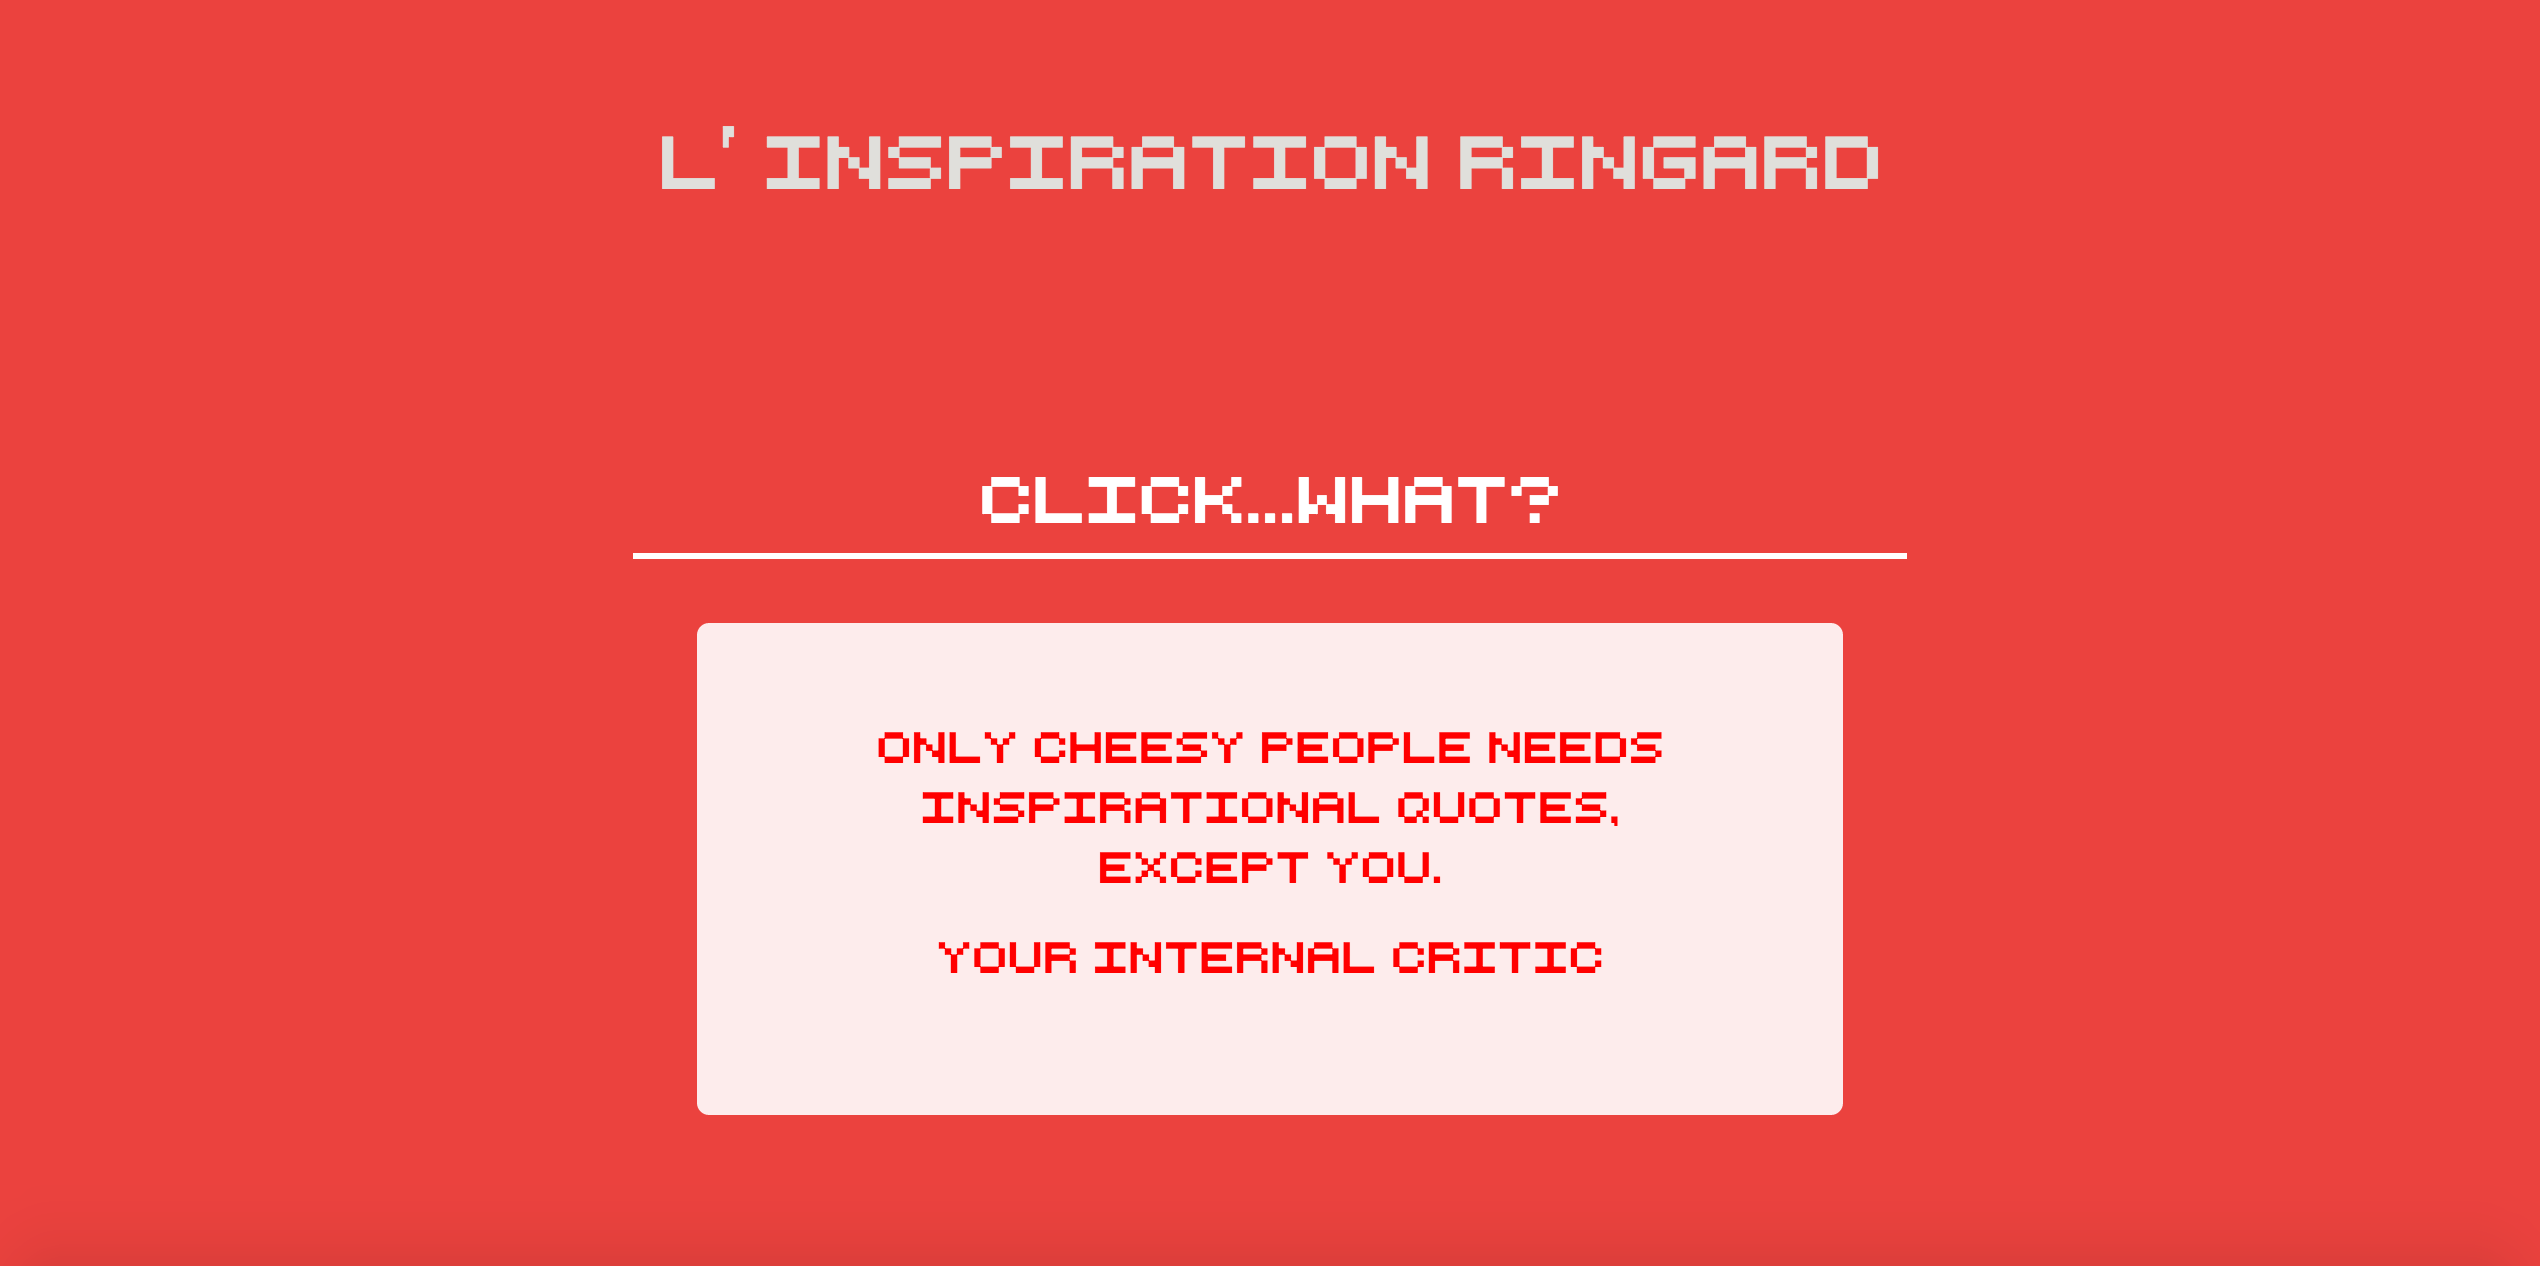 L'INSPIRATION RINGARD
CLICK...WHAT?
ONLY CHEESY PEOPLE NEEDS
INSPIRATIONAL QUOTES,
EXCEPT YOU.
YOUR INTERNAL CRITIC